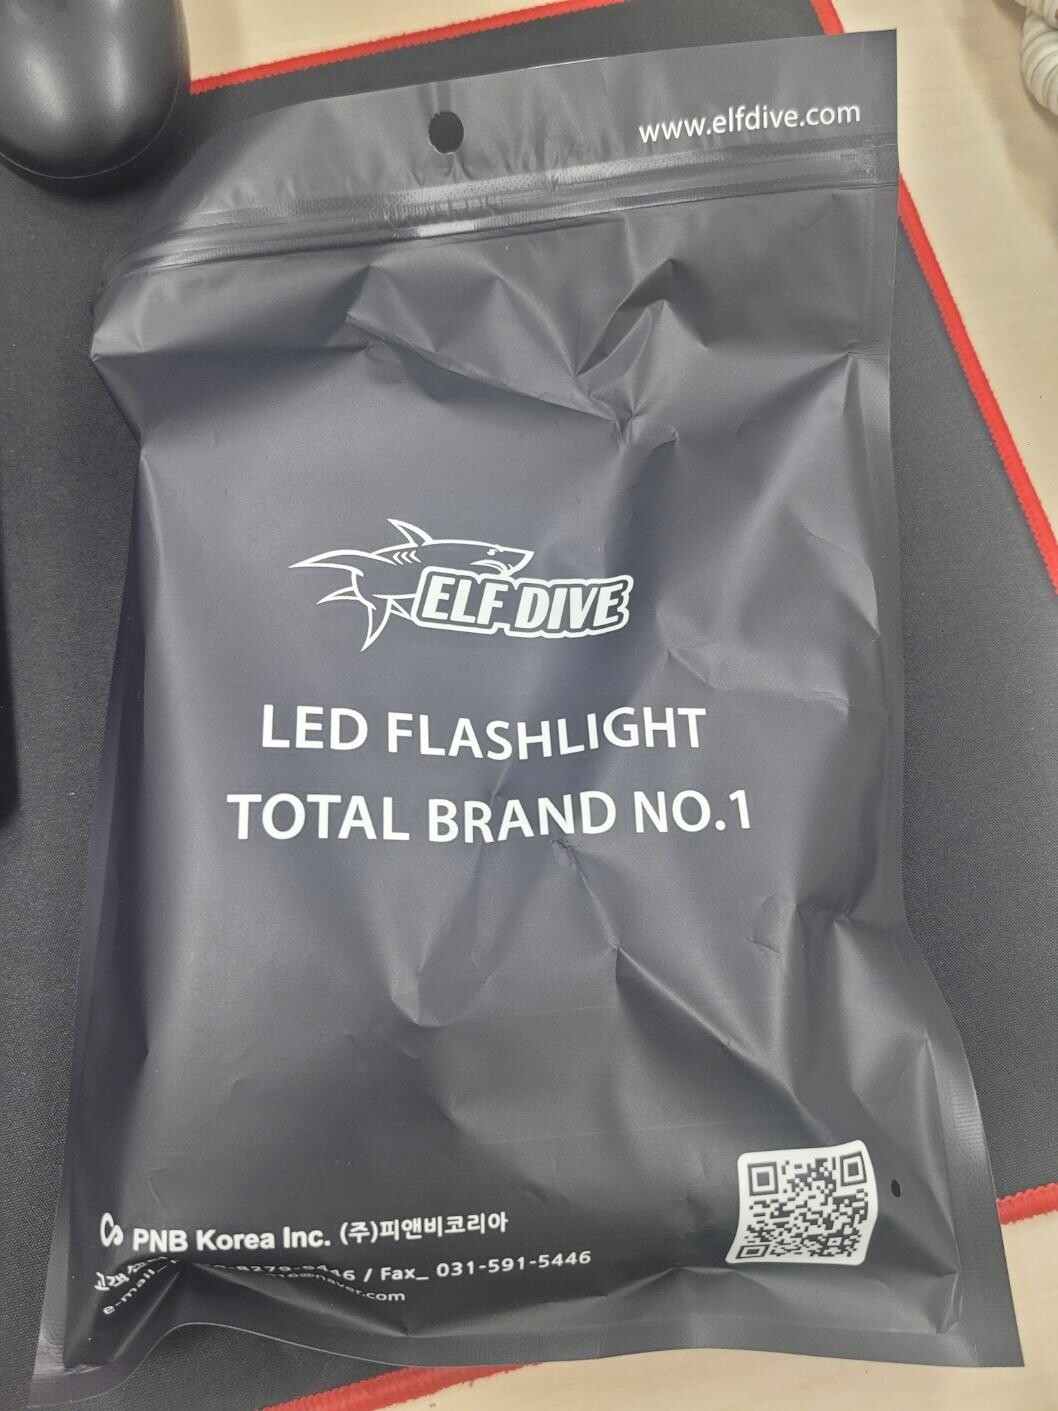 www.elfdive.com
ELF DIVE
LED FLASHLIGHT
TOTAL BRAND NO.1
PNB Korea Inc. (주)피앤비코리아
/ Fax_ 031-591-5446
e-mail_